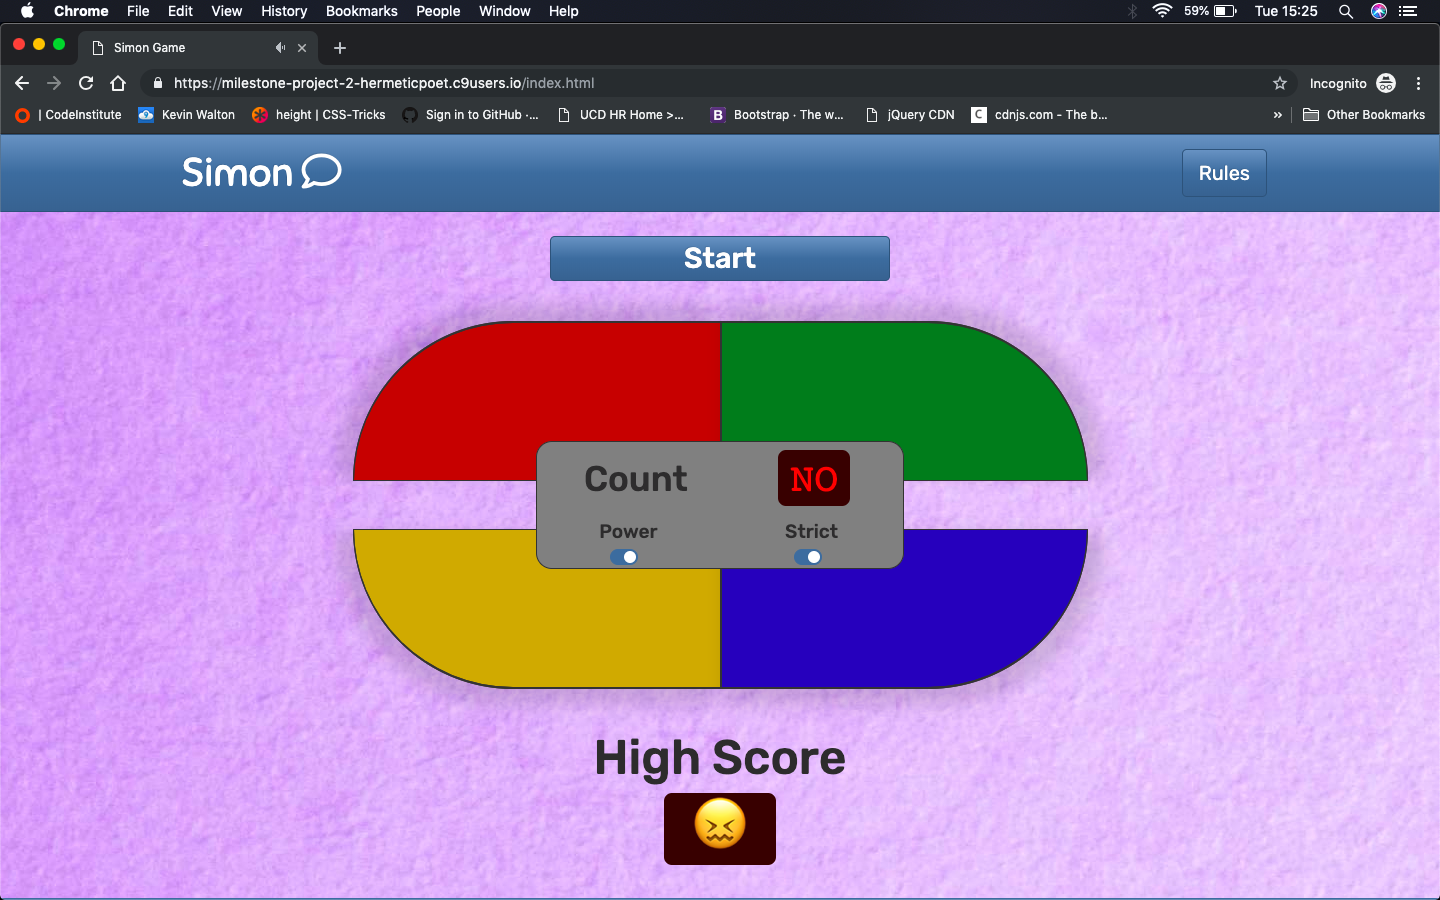 Chrome File Edit View History Bookmarks People Window Help 59% Tue 15:25
Simon Game
https://milestone-project-2-hermeticpoet.c9users.io/index.html Incognito
| CodeInstitute Kevin Walton height | CSS-Tricks Sign in to GitHub ·... UCD HR Home >... B Bootstrap · The w... jQuery CDN C cdnjs.com - The b... » Other Bookmarks
Simon Rules
Start
Count NO
Power Strict
High Score